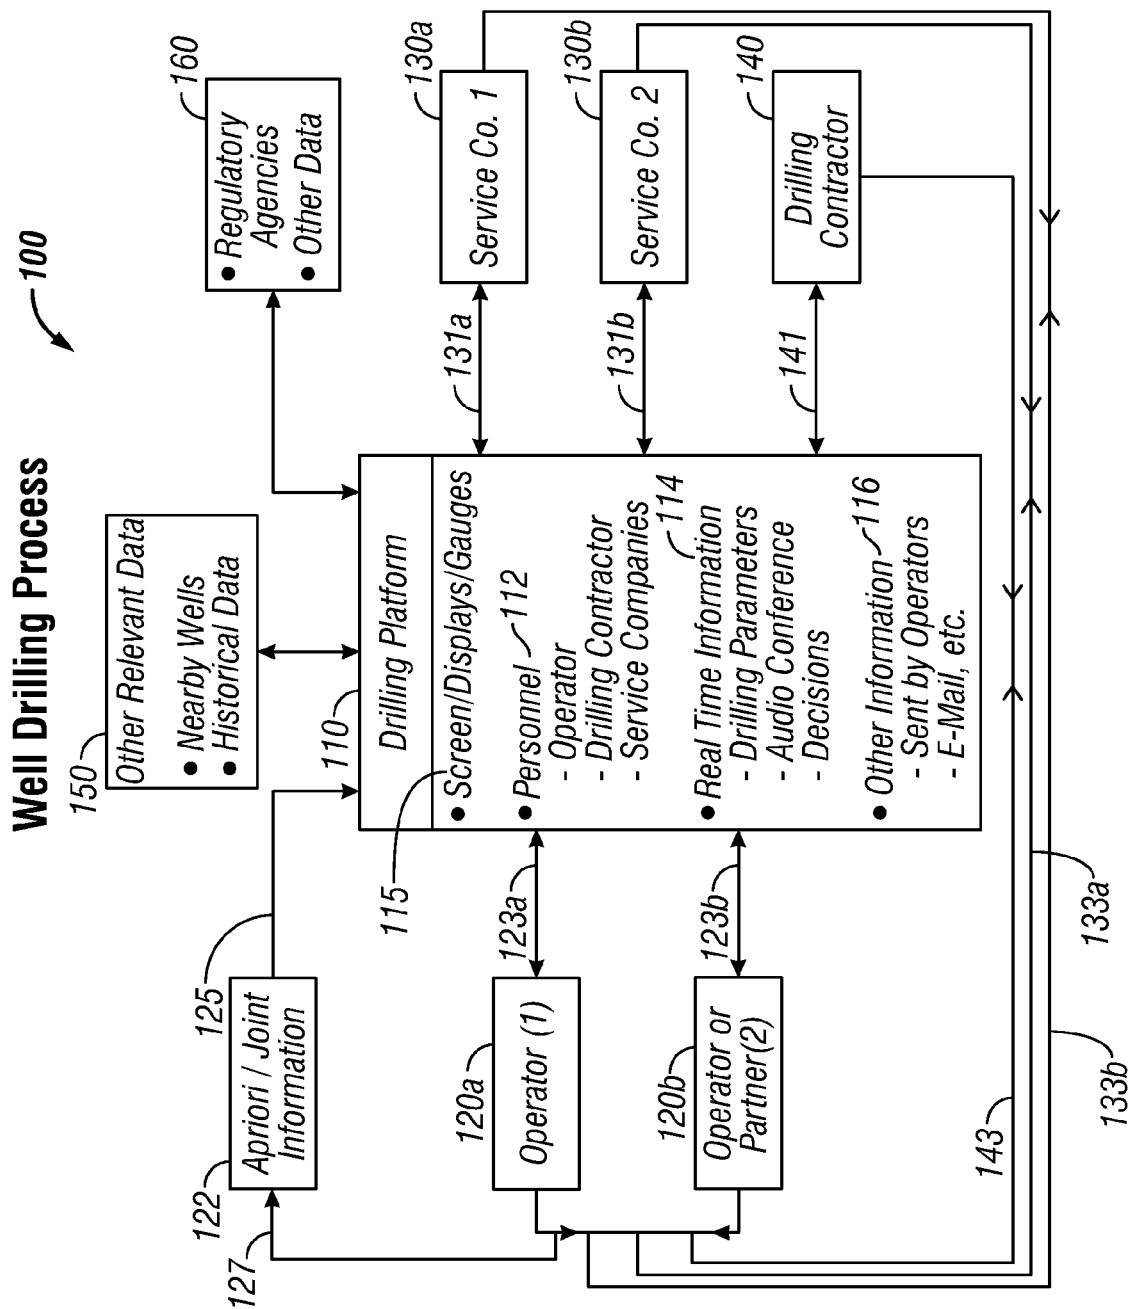 Well Drilling Process
100
150
Other Relevant Data
● Nearby Wells
● Historical Data
160
● Regulatory
Agencies
● Other Data
122
Apriori / Joint
Information
125
127
110
Drilling Platform
115
● Screen/Displays/Gauges
● Personnel 112
- Operator
- Drilling Contractor
- Service Companies
● Real Time Information 114
- Drilling Parameters
- Audio Conference
- Decisions
● Other Information 116
- Sent by Operators
- E-Mail, etc.
120a
Operator (1)
123a
120b
Operator or
Partner(2)
123b
130a
Service Co. 1
131a
130b
Service Co. 2
131b
140
Drilling
Contractor
141
143
133a
133b